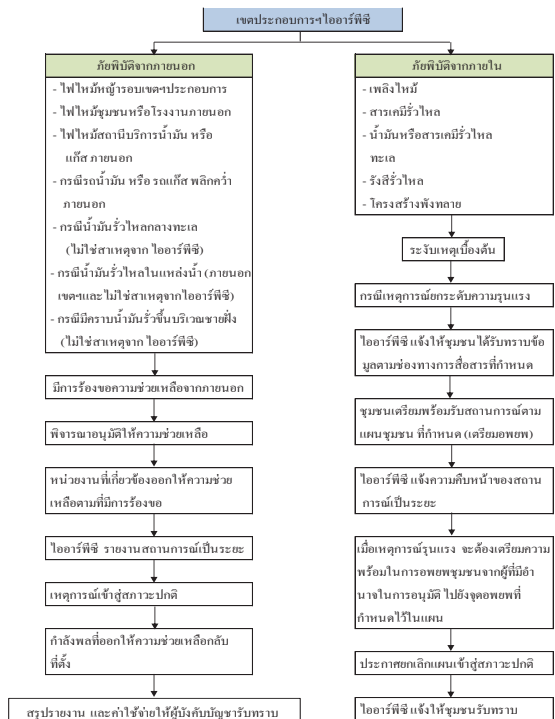 เขตประกอบการฯไออาร์พีซี
ภัยพิบัติจากภายนอก
- ไฟไหม้หญ้ารอบเขตฯประกอบการ
- ไฟไหม้ชุมชนหรือโรงงานภายนอก
- ไฟไหม้สถานีบริการน้ำมัน หรือ
แก๊ส ภายนอก
- กรณีรถน้ำมัน หรือ รถแก๊ส พลิกคว่ำ
ภายนอก
- กรณีน้ำมันรั่วไหลกลางทะเล
(ไม่ใช่สาเหตุจาก ไออาร์พีซี)
- กรณีน้ำมันรั่วไหลในแหล่งน้ำ (ภายนอก
เขตฯและไม่ใช่สาเหตุจากไออาร์พีซี)
- กรณีมีคราบน้ำมันรั่วขึ้นบริเวณชายฝั่ง
(ไม่ใช่สาเหตุจาก ไออาร์พีซี)
มีการร้องขอความช่วยเหลือจากภายนอก
พิจารณาอนุมัติให้ความช่วยเหลือ
หน่วยงานที่เกี่ยวข้องออกให้ความช่วย
เหลือตามที่มีการร้องขอ
ไออาร์พีซี รายงานสถานการณ์เป็นระยะ
เหตุการณ์เข้าสู่สภาวะปกติ
กำลังพลที่ออกให้ความช่วยเหลือกลับ
ที่ตั้ง
สรุปรายงาน และค่าใช้จ่ายให้ผู้บังคับบัญชารับทราบ
ภัยพิบัติจากภายใน
- เพลิงไหม้
- สารเคมีรั่วไหล
- น้ำมันหรือสารเคมีรั่วไหล
ทะเล
- รังสีรั่วไหล
- โครงสร้างพังทลาย
ระงับเหตุเบื้องต้น
กรณีเหตุการณ์ยกระดับความรุนแรง
ไออาร์พีซี แจ้งให้ชุมชนได้รับทราบข้อ
มูลตามช่องทางการสื่อสารที่กำหนด
ชุมชนเตรียมพร้อมรับสถานการณ์ตาม
แผนชุมชน ที่กำหนด (เตรียมอพยพ)
ไออาร์พีซี แจ้งความคืบหน้าของสถาน
การณ์เป็นระยะ
เมื่อเหตุการณ์รุนแรง จะต้องเตรียมความ
พร้อมในการอพยพชุมชนจากผู้ที่มีอำ
นาจในการอนุมัติ ไปยังจุดอพยพที่
กำหนดไว้ในแผน
ประกาศยกเลิกแผนเข้าสู่สภาวะปกติ
ไออาร์พีซี แจ้งให้ชุมชนรับทราบ